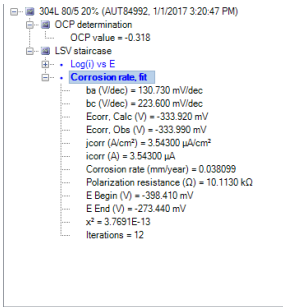 304L 80/5 20% (AUT84992, 1/1/2017 3:20:47 PM)
OCP determination
OCP value = -0.318
LSV staircase
Log(i) vs E
Corrosion rate, fit
ba (V/dec) = 130.730 mV/dec
bc (V/dec) = 223.600 mV/dec
Ecorr, Calc (V) = -333.920 mV
Ecorr, Obs (V) = -333.990 mV
jcorr (A/cm²) = 3.54300 µA/cm²
icorr (A) = 3.54300 µA
Corrosion rate (mm/year) = 0.038099
Polarization resistance (Ω) = 10.1130 kΩ
E Begin (V) = -398.410 mV
E End (V) = -273.440 mV
x² = 3.7691E-13
Iterations = 12